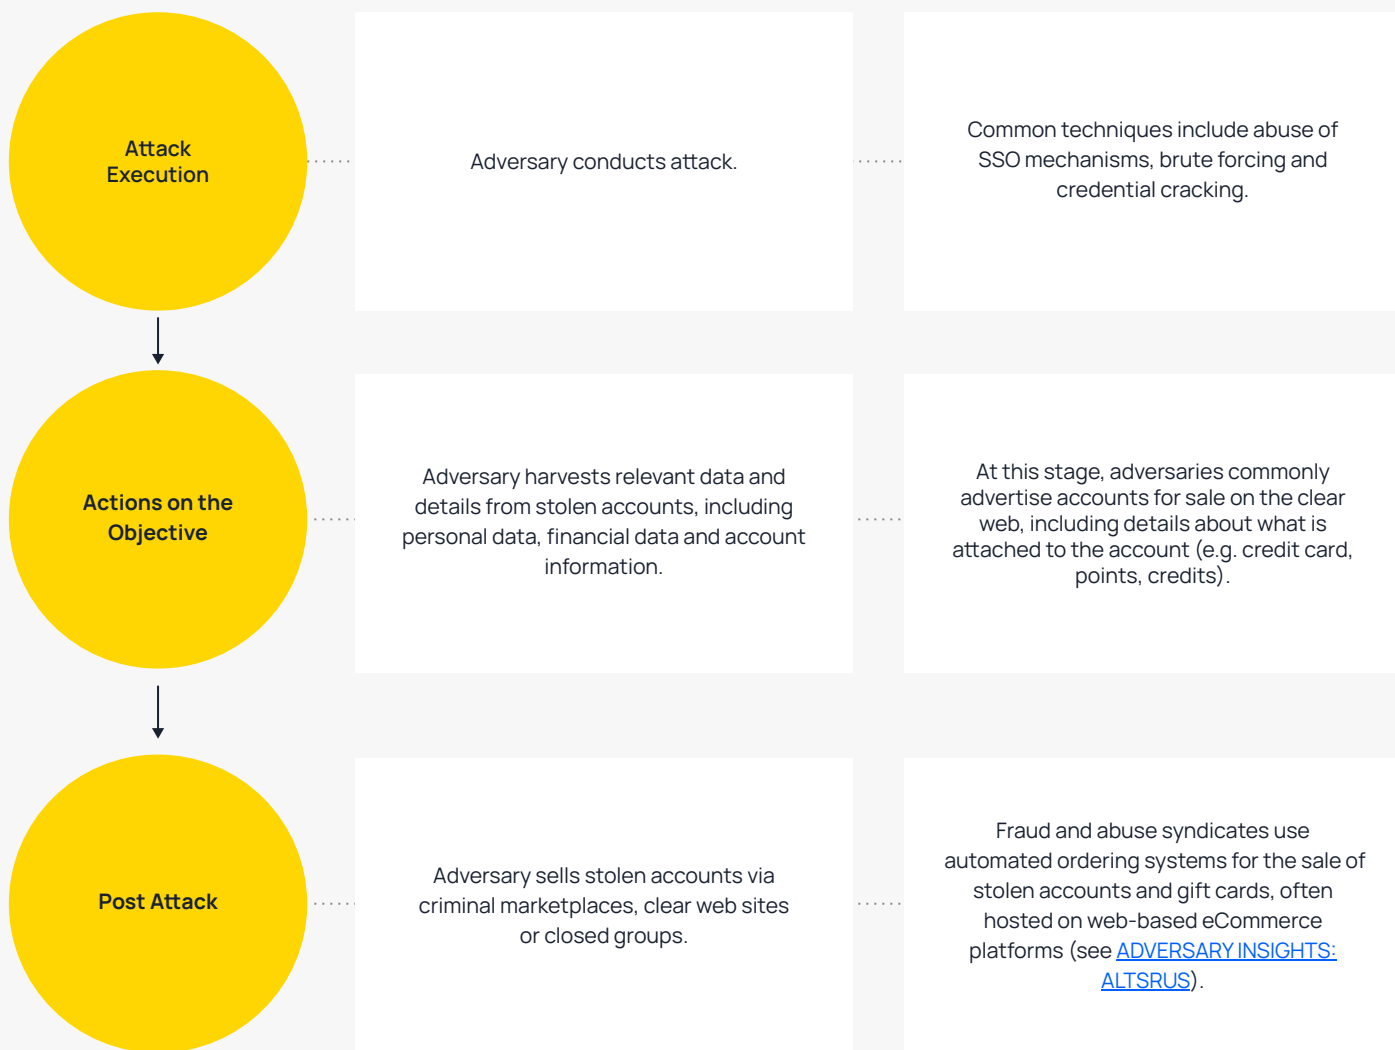 Attack
Execution
Adversary conducts attack.
Common techniques include abuse of
SSO mechanisms, brute forcing and
credential cracking.
Actions on the
Objective
Adversary harvests relevant data and
details from stolen accounts, including
personal data, financial data and account
information.
At this stage, adversaries commonly
advertise accounts for sale on the clear
web, including details about what is
attached to the account (e.g. credit card,
points, credits).
Post Attack
Adversary sells stolen accounts via
criminal marketplaces, clear web sites
or closed groups.
Fraud and abuse syndicates use
automated ordering systems for the sale of
stolen accounts and gift cards, often
hosted on web-based eCommerce
platforms (see ADVERSARY INSIGHTS:
ALTSRUS).